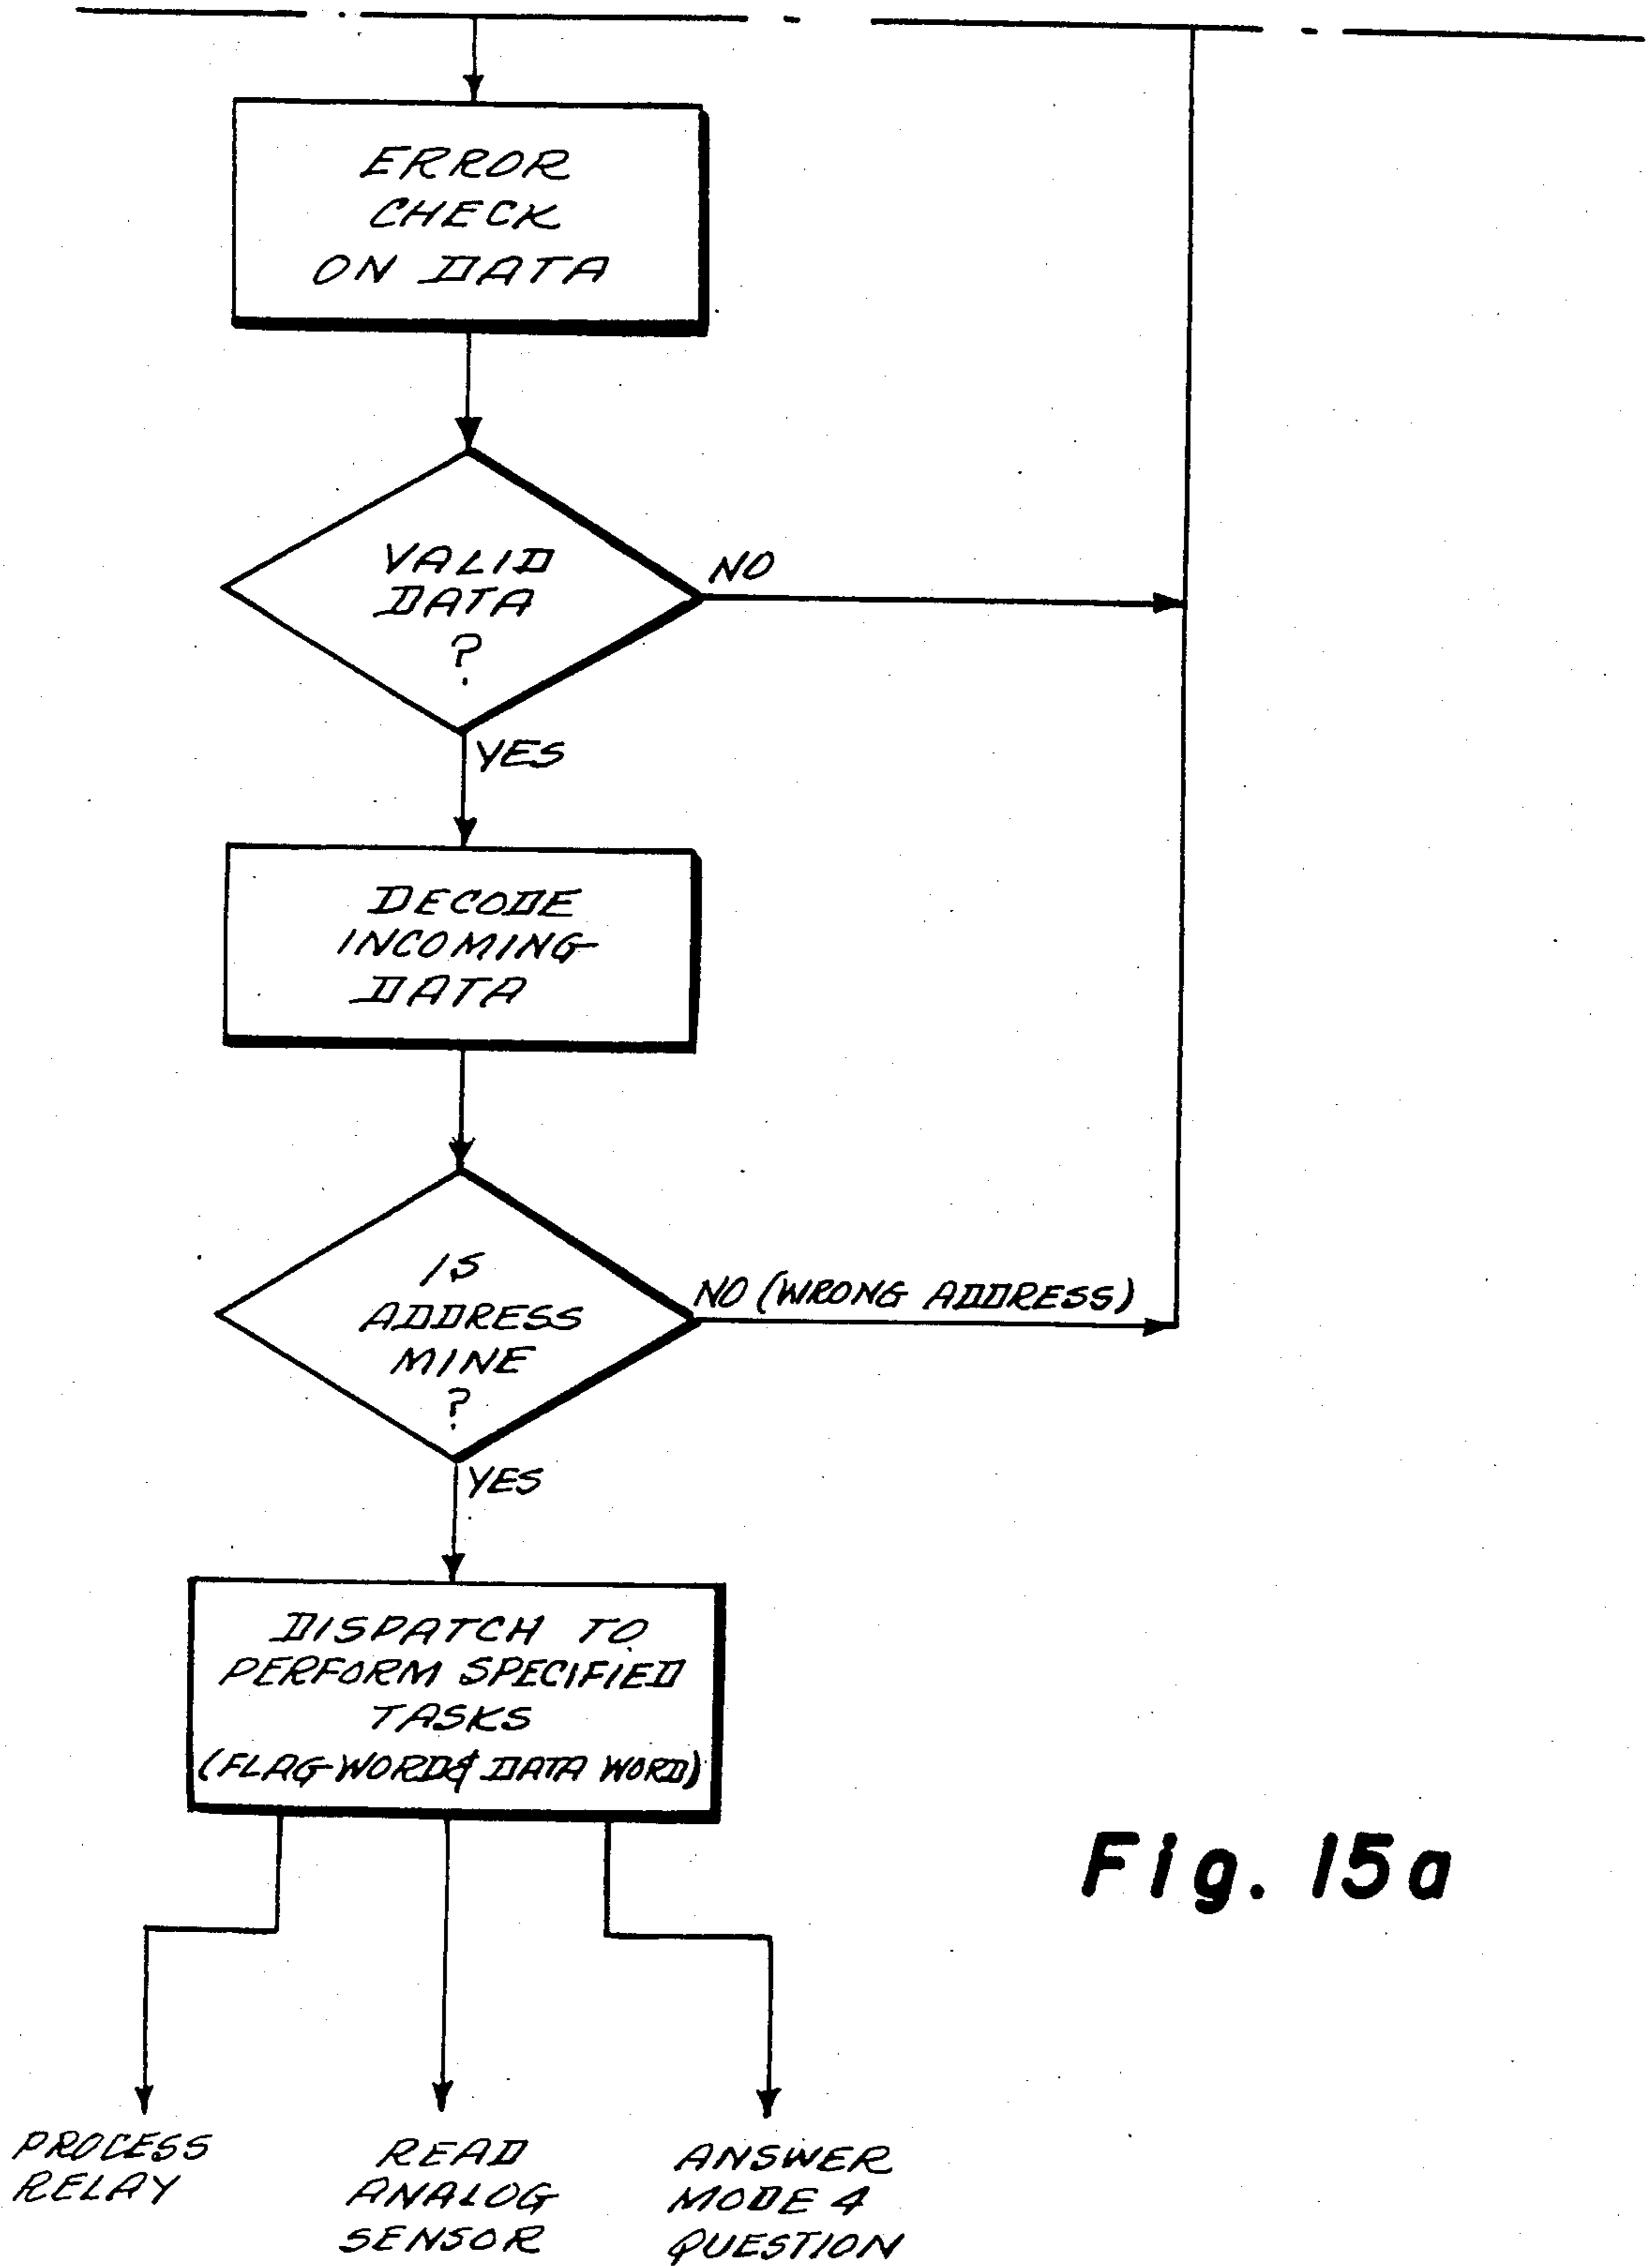 ERROR
CHECK
ON DATA
VALID
DATA
?
NO
YES
DECODE
INCOMING
DATA
IS
ADDRESS
MINE
?
NO (WRONG ADDRESS)
YES
DISPATCH TO
PERFORM SPECIFIED
TASKS
(FLAG WORD & DATA WORD)
Fig. 15a
PROCESS
RELAY
READ
ANALOG
SENSOR
ANSWER
MODE 4
QUESTION